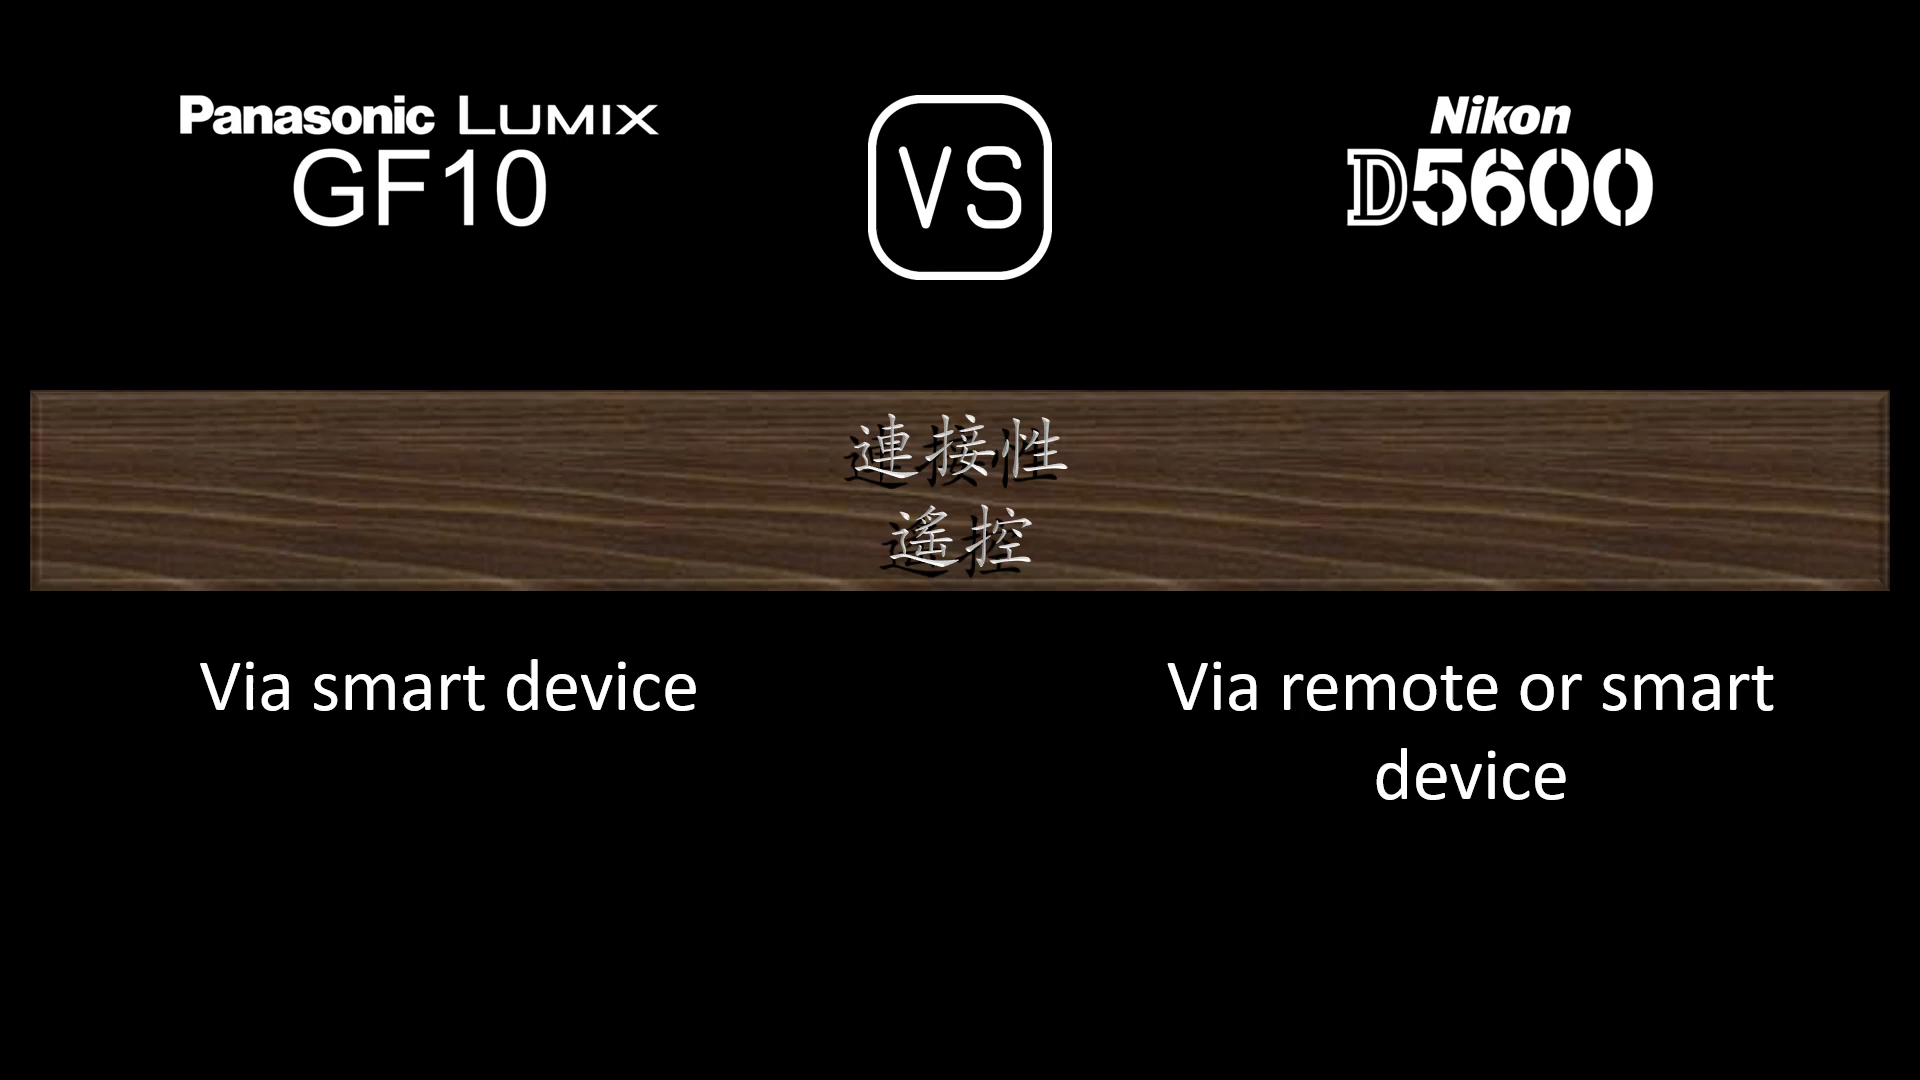 Panasonic LUMIX
GF10
VS
Nikon
D5600
連接性
遙控
Via smart device
Via remote or smart
device